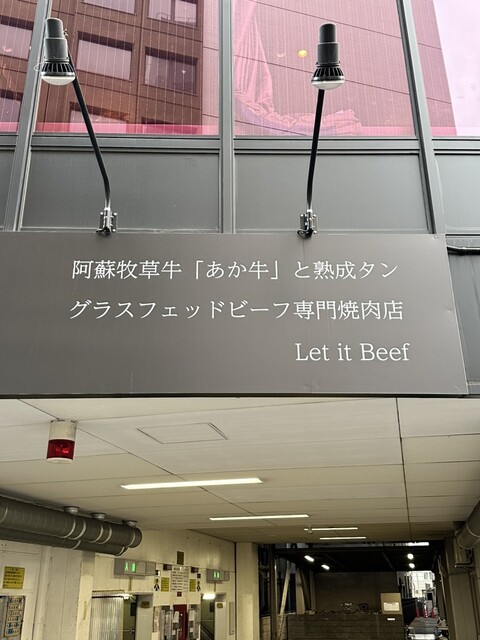 阿蘇牧草牛「あか牛」と熟成タン
グラスフェッドビーフ専門焼肉店
Let it Beef